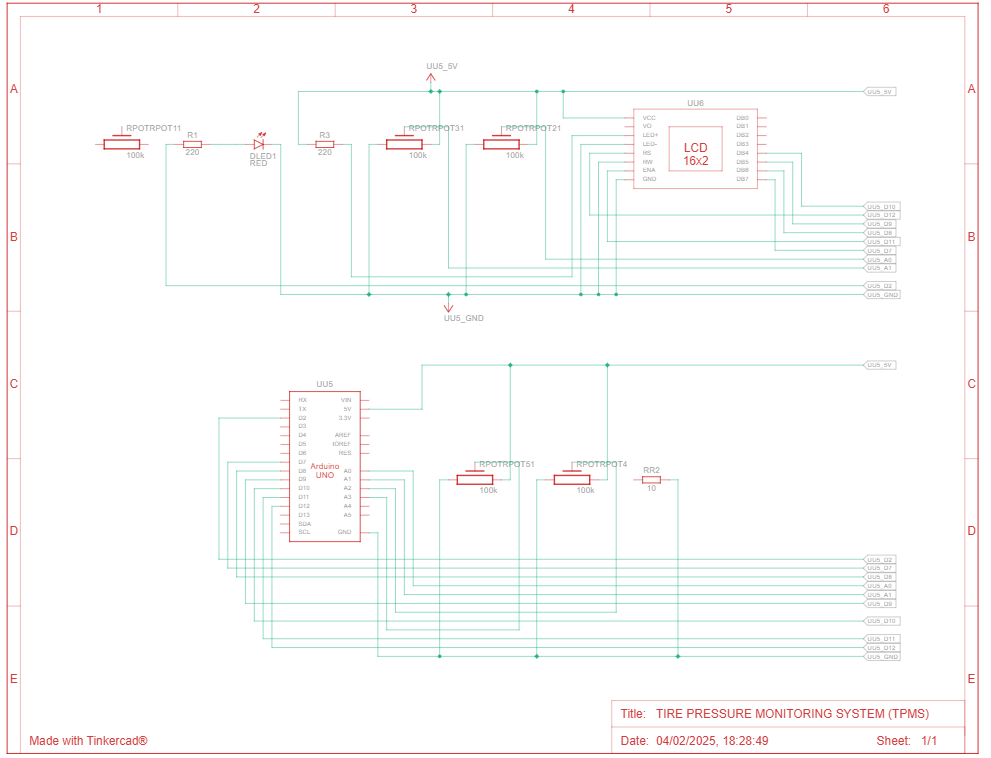 1 2 3 4 5 6
A A
UU5_5V
UU5_5V
UU6
RPOTRPOT11
R1
220
100k
DLED1
RED
R3
220
RPOTRPOT31
100k
RPOTRPOT21
100k
VCC DB0
VO DB1
LED+ DB2
LED- DB3
RS DB4
RW DB5
ENA DB6
GND DB7
LCD
16x2
B B
UU5_D10
UU5_D12
UU5_D9
UU5_D8
UU5_D11
UU5_D7
UU5_A0
UU5_A1
UU5_D2
UU5_GND
UU5_GND
C C
UU5_5V
UU5
RX VIN
TX 5V
D2 3.3V
D3
D4 AREF
D5 IOREF
D6 RES
D7
D8 A0
D9 A1
D10 A2
D11 A3
D12 A4
D13 A5
SDA
SCL GND
Arduino
UNO
RPOTRPOT51
100k
RPOTRPOT4
100k
RR2
10
D D
UU5_D2
UU5_D7
UU5_D8
UU5_A0
UU5_A1
UU5_D9
UU5_D10
UU5_D11
UU5_D12
UU5_GND
E E
Title: TIRE PRESSURE MONITORING SYSTEM (TPMS)
Made with Tinkercad®
Date: 04/02/2025, 18:28:49 Sheet: 1/1